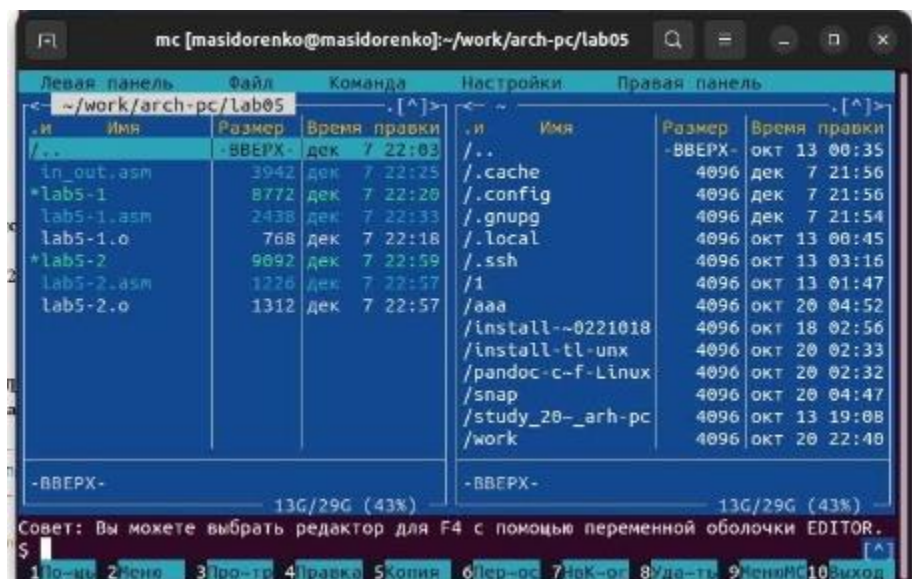 mc [masidorenko@masidorenko]:~/work/arch-pc/lab05
Левая панель Файл Команда Настройки Правая панель
<— ~/work/arch-pc/lab05 .[^]> <— ~ .[^]>
.и Имя Размер Время правки .и Имя Размер Время правки
/.. -ВВЕРХ- дек 7 22:03 /.. -ВВЕРХ- окт 13 00:35
in_out.asm 3942 дек 7 22:25 /.cache 4096 дек 7 21:56
*lab5-1 8772 дек 7 22:20 /.config 4096 дек 7 21:56
lab5-1.asm 2438 дек 7 22:33 /.gnupg 4096 дек 7 21:54
lab5-1.o 768 дек 7 22:18 /.local 4096 окт 13 00:45
*lab5-2 9092 дек 7 22:59 /.ssh 4096 окт 13 03:16
lab5-2.asm 1226 дек 7 22:57 /1 4096 окт 13 01:47
lab5-2.o 1312 дек 7 22:57 /aaa 4096 окт 20 04:52
/install-~0221018 4096 окт 18 02:56
/install-tl-unx 4096 окт 20 02:33
/pandoc-c~f-Linux 4096 окт 20 02:32
/snap 4096 окт 20 04:47
/study_20~_arh-pc 4096 окт 13 19:08
/work 4096 окт 20 22:40
-ВВЕРХ- -ВВЕРХ-
13G/29G (43%) 13G/29G (43%)
Совет: Вы можете выбрать редактор для F4 с помощью переменной оболочки EDITOR.
$ [^]
1По~щь 2Меню 3Про~тр 4Правка 5Копия 6Пер~ос 7НвК~ог 8Уда~ть 9МенюMC 10Выход